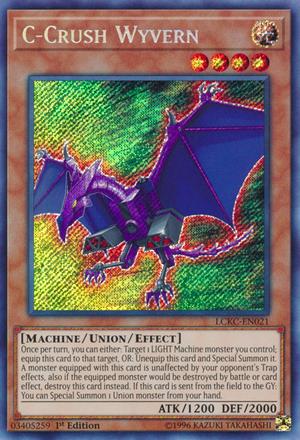 C-Crush Wyvern
LCKC-EN021
[Machine/Union/Effect]
Once per turn, you can either: Target 1 LIGHT Machine monster you control;
equip this card to that target, OR: Unequip this card and Special Summon it.
A monster equipped with this card is unaffected by your opponent's Trap
effects, also if the equipped monster would be destroyed by battle or card
effect, destroy this card instead. If this card is sent from the field to the GY:
You can Special Summon 1 Union monster from your hand.
ATK/1200 DEF/2000
03405259 1st Edition ©1996 KAZUKI TAKAHASHI